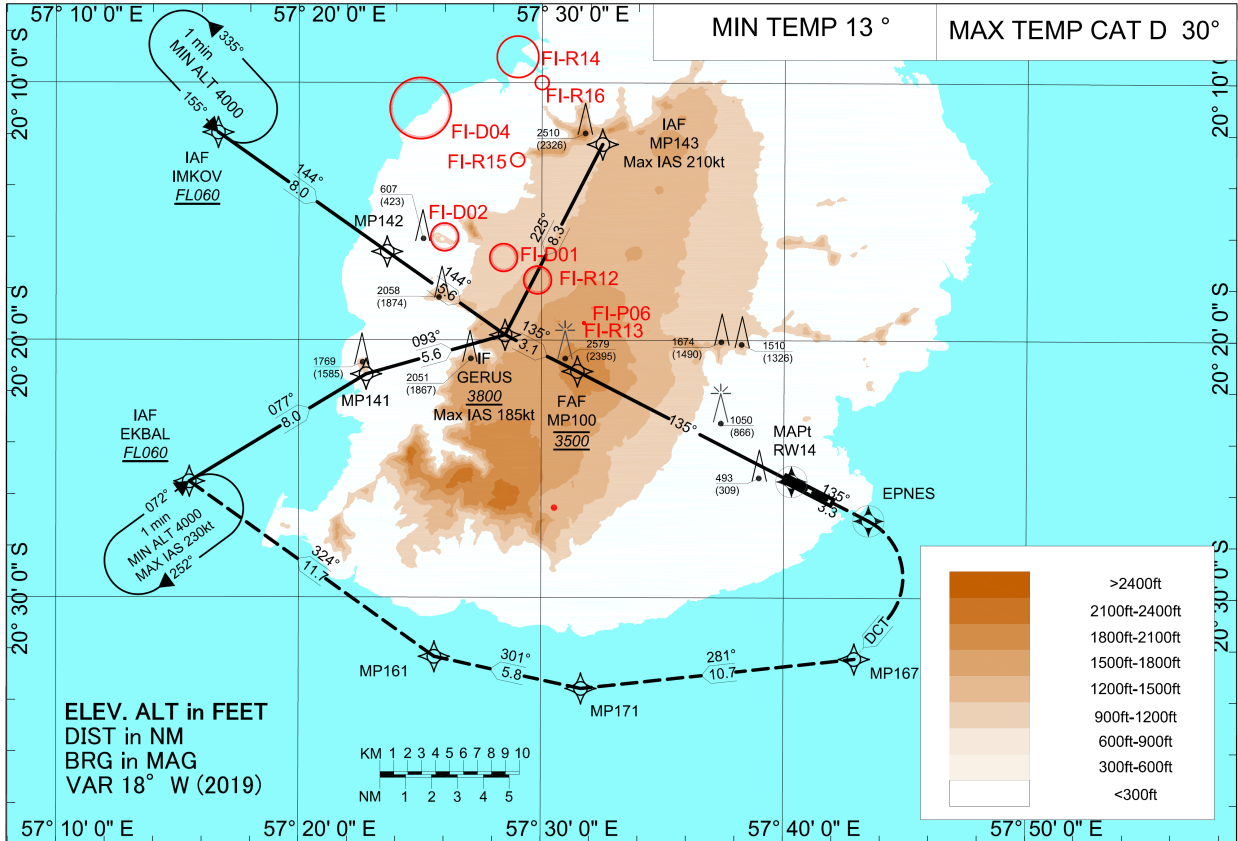 57° 10' 0" E
57° 20' 0" E
57° 30' 0" E
MIN TEMP 13 °
MAX TEMP CAT D 30°
20° 10' 0" S
335°
1 min
MIN ALT 4000
155°
IAF
IMKOV
FL060
FI-R14
FI-R16
FI-D04
FI-R15
2510
(2326)
IAF
MP143
Max IAS 210kt
144°
8.0
607
(423)
FI-D02
MP142
225°
8.3
FI-D01
FI-R12
144°
5.6
2058
(1874)
FI-P06
FI-R13
20° 20' 0" S
135°
3.1
093°
5.6
1769
(1585)
2051
(1867)
2579
(2395)
1674
(1490)
1510
(1326)
IF
GERUS
3800
Max IAS 185kt
MP141
077°
8.0
FAF
MP100
3500
135°
1050
(866)
IAF
EKBAL
FL060
MAPt
RW14
493
(309)
135°
3.3
EPNES
072°
1 min
MIN ALT 4000
MAX IAS 230kt
252°
324°
11.7
20° 30' 0" S
DCT
MP161
301°
5.8
281°
10.7
MP167
MP171
>2400ft
2100ft-2400ft
1800ft-2100ft
1500ft-1800ft
1200ft-1500ft
900ft-1200ft
600ft-900ft
300ft-600ft
<300ft
ELEV. ALT in FEET
DIST in NM
BRG in MAG
VAR 18° W (2019)
KM 1 2 3 4 5 6 7 8 9 10
NM 1 2 3 4 5
57° 10' 0" E
57° 20' 0" E
57° 30' 0" E
57° 40' 0" E
57° 50' 0" E